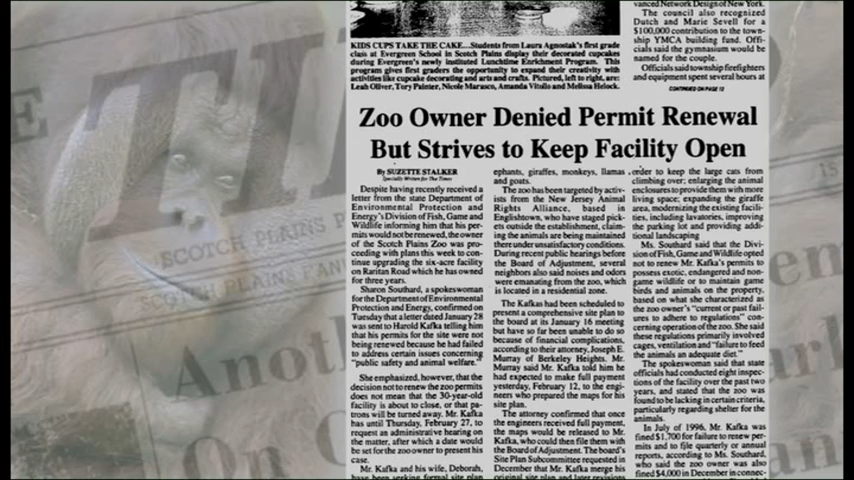 vanced Network Design of New York.
The council also recognized
Dutch and Marie Sevell for a
$100,000 contribution to the town-
ship YMCA building fund. Offi-
cials said the gymnasium would be
named for the couple.
Officials said township firefighters
and equipment spent several hours at
CONTINUED ON PAGE 12
KIDS CUPS TAKE THE CAKE...Students from Laura Agnostak's first grade
class at Evergreen School in Scotch Plains display their decorated cupcakes
during Evergreen's newly instituted Lunchtime Enrichment Program. This
program gives first graders the opportunity to expand their creativity with
activities like cupcake decorating and arts and crafts. Pictured, left to right, are:
Leah Oliver, Tory Painter, Nicole Marasco, Amanda Vitollo and Melissa Helock.
Zoo Owner Denied Permit Renewal
But Strives to Keep Facility Open
By SUZETTE STALKER
Specially Written for The Times
Despite having recently received a
letter from the state Department of
Environmental Protection and
Energy's Division of Fish, Game and
Wildlife informing him that his per-
mits would not be renewed, the owner
of the Scotch Plains Zoo was pro-
ceeding with plans this week to con-
tinue upgrading the six-acre facility
on Raritan Road which he has owned
for three years.
Sharon Southard, a spokeswoman
for the Department of Environmental
Protection and Energy, confirmed on
Tuesday that a letter dated January 28
was sent to Harold Kafka telling him
that his permits for the site were not
being renewed because he had failed
to address certain issues concerning
"public safety and animal welfare."
She emphasized, however, that the
decision not to renew the zoo permits
does not mean that the 30-year-old
facility is about to close, or that pa-
trons will be turned away. Mr. Kafka
has until Thursday, February 27, to
request an administrative hearing on
the matter, after which a date would
be set for the zoo owner to present his
case.
Mr. Kafka and his wife, Deborah,
have been seeking formal site plan
ephants, giraffes, monkeys, llamas
and goats.
The zoo has been targeted by activ-
ists from the New Jersey Animal
Rights Alliance, based in
Englishtown, who have staged pick-
ets outside the establishment, claim-
ing the animals are being maintained
there under unsatisfactory conditions.
During recent public hearings before
the Board of Adjustment, several
neighbors also said noises and odors
were emanating from the zoo, which
is located in a residential zone.
The Kafkas had been scheduled to
present a comprehensive site plan to
the board at its January 16 meeting
but have so far been unable to do so
because of financial complications,
according to their attorney, Joseph E.
Murray of Berkeley Heights. Mr.
Murray said Mr. Kafka told him he
had expected to make full payment
yesterday, February 12, to the engi-
neers who prepared the maps for his
site plan.
The attorney confirmed that once
the engineers received full payment,
the maps would be released to Mr.
Kafka, who could then file them with
the Board of Adjustment. The board's
Site Plan Subcommittee requested in
December that Mr. Kafka merge his
original site plan and later revisions
order to keep the large cats from
climbing over; enlarging the animal
enclosures to provide them with more
living space; expanding the giraffe
area, modernizing the existing facili-
ties, including lavatories, improving
the parking lot and providing addi-
tional landscaping
Ms. Southard said that the Divi-
sion of Fish, Game and Wildlife opted
not to renew Mr. Kafka's permits to
possess exotic, endangered and non-
game wildlife or to maintain game
birds and animals on the property,
based on what she characterized as
the zoo owner's "current or past fail-
ures to adhere to regulations" con-
cerning operation of the zoo. She said
these regulations primarily involved
cages, ventilation and "failure to feed
the animals an adequate diet."
The spokeswoman said that state
officials had conducted eight inspec-
tions of the facility over the past two
years, and stated that the zoo was
found to be lacking in certain criteria,
particularly regarding shelter for the
animals.
In July of 1996, Mr. Kafka was
fined $1,700 for failure to renew per-
mits and to file quarterly or annual
reports, according to Ms. Southard,
who said the zoo owner was also
fined $4,000 in December in connec-
SCOTCH PLAINS
SCOTCH PLAINS